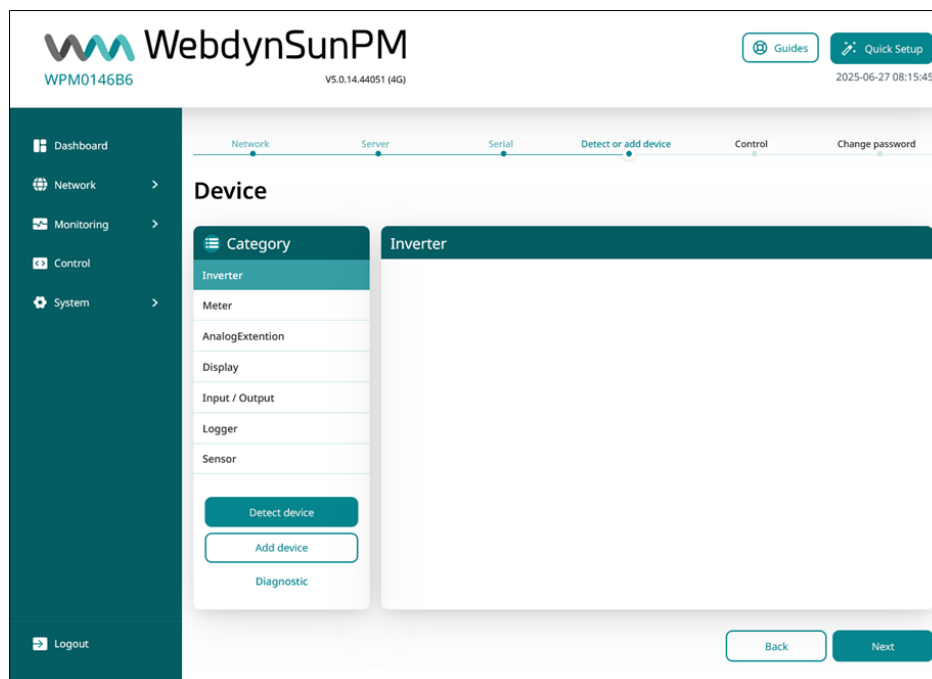 WebdynSunPM
WPM0146B6
V5.0.14.44051 (4G)
Guides
Quick Setup
2025-06-27 08:15:45
Dashboard
Network
Monitoring
Control
System
Logout
Network Server Serial Detect or add device Control Change password
Device
Category
Inverter
Meter
AnalogExtention
Display
Input / Output
Logger
Sensor
Detect device
Add device
Diagnostic
Inverter
Back
Next